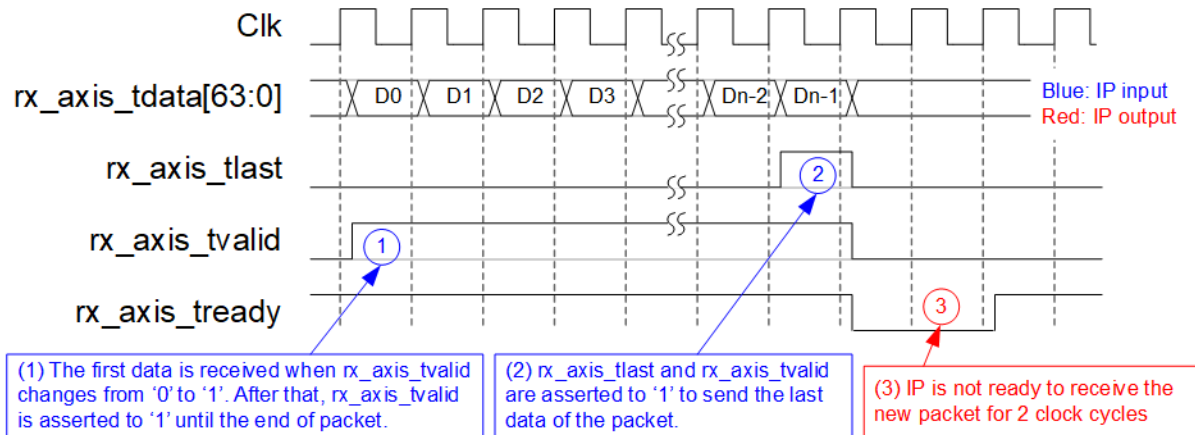 Clk
rx_axis_tdata[63:0]
D0
D1
D2
D3
Dn-2
Dn-1
Blue: IP input
Red: IP output
rx_axis_tlast
2
rx_axis_tvalid
1
rx_axis_tready
3
(1) The first data is received when rx_axis_tvalid
changes from ‘0’ to ‘1’. After that, rx_axis_tvalid
is asserted to ‘1’ until the end of packet.
(2) rx_axis_tlast and rx_axis_tvalid
are asserted to ‘1’ to send the last
data of the packet.
(3) IP is not ready to receive the
new packet for 2 clock cycles